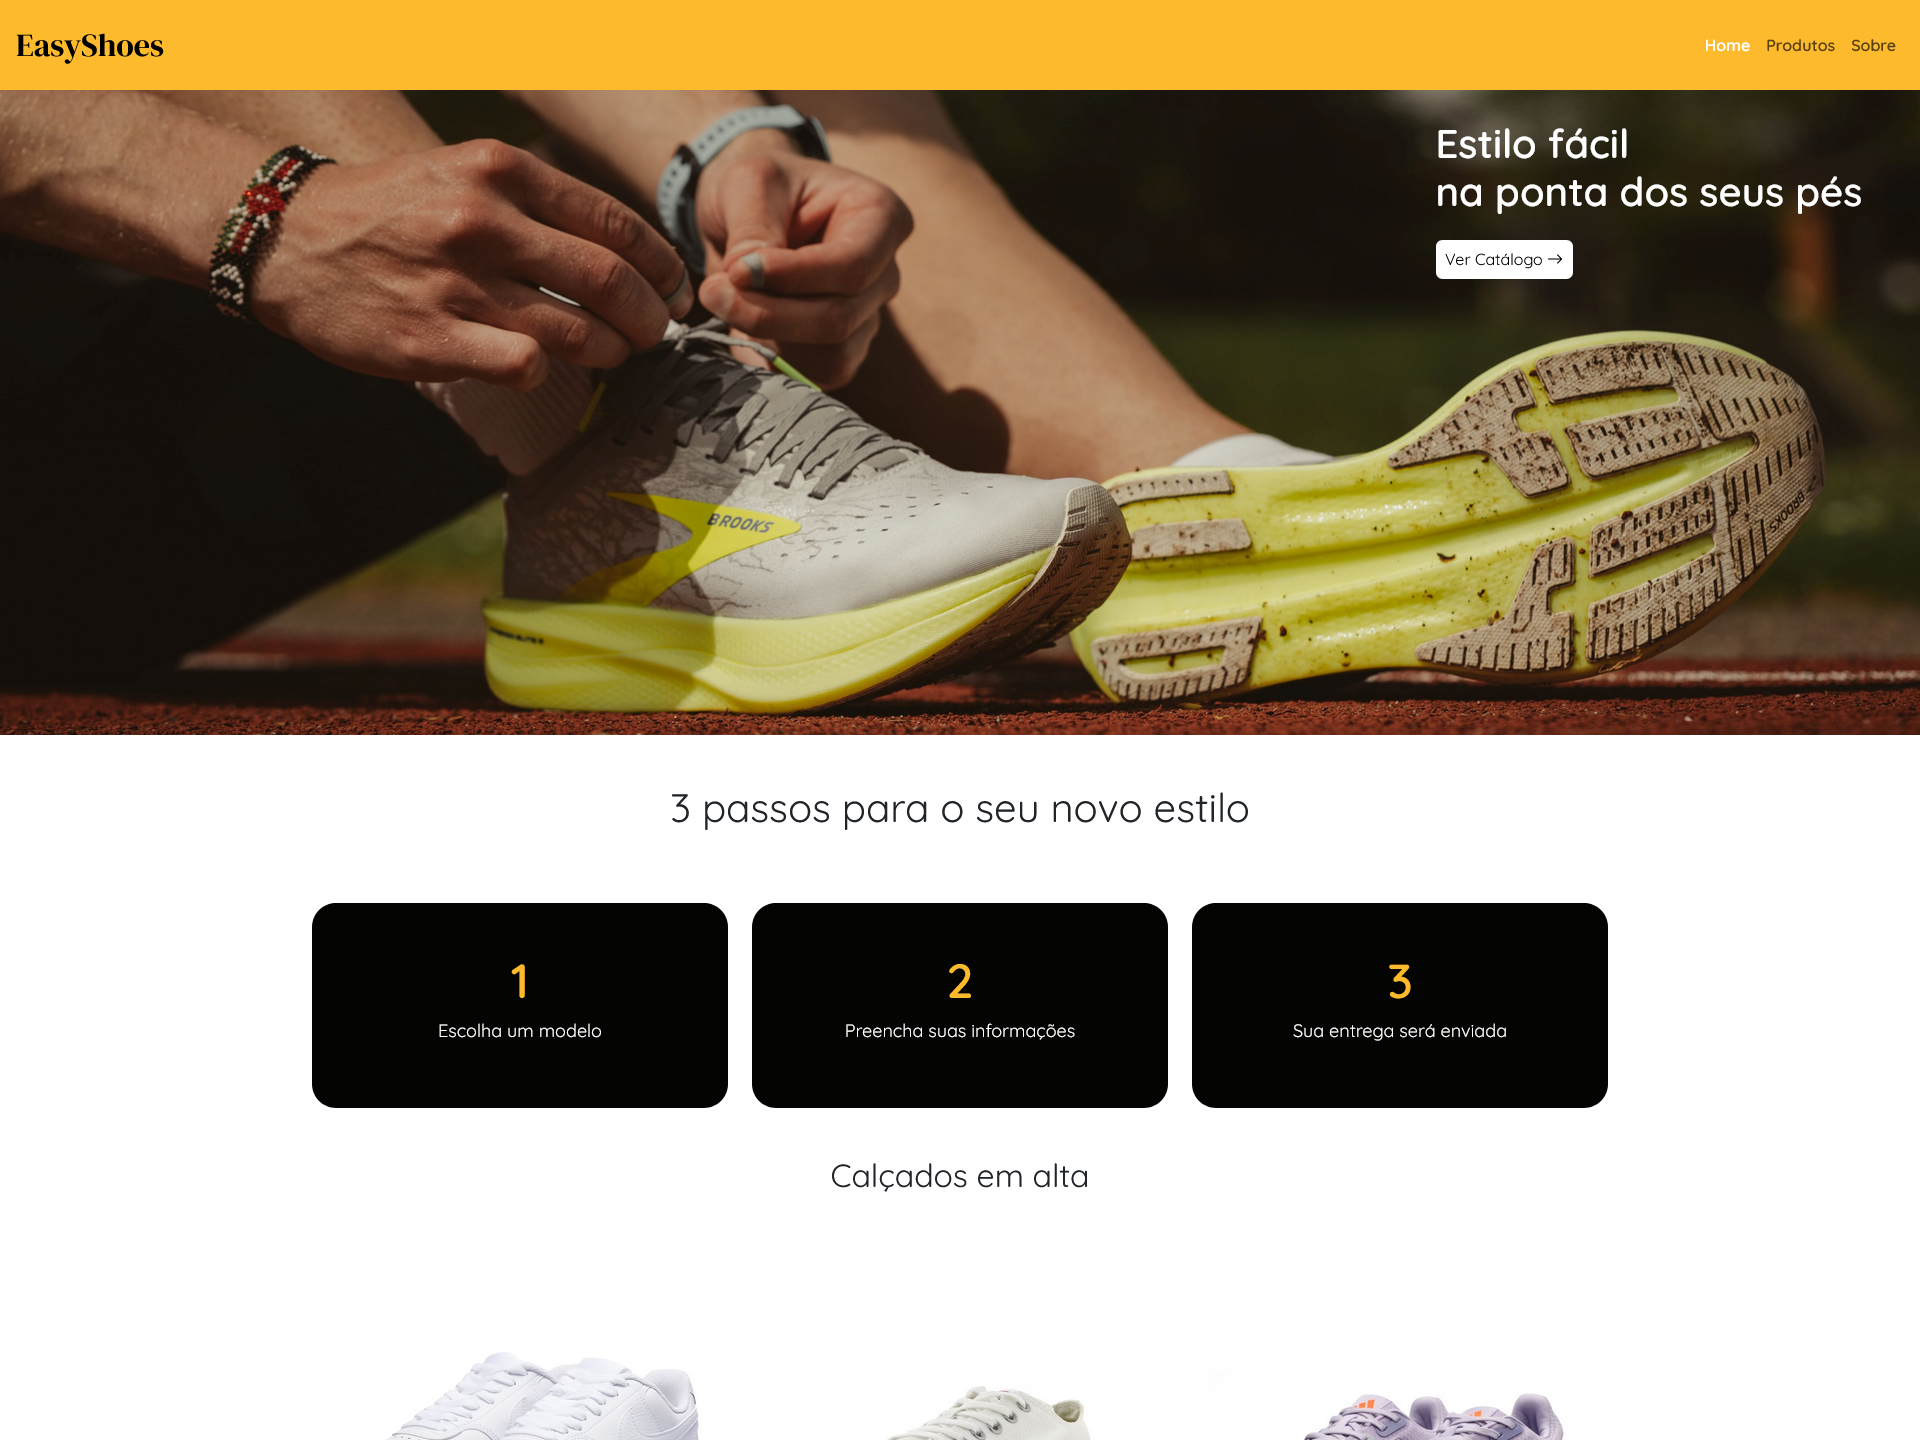 EasyShoes
Home Produtos Sobre
Estilo fácil
na ponta dos seus pés
Ver Catálogo →
BROOKS
BROOKS
3 passos para o seu novo estilo
1
Escolha um modelo
2
Preencha suas informações
3
Sua entrega será enviada
Calçados em alta